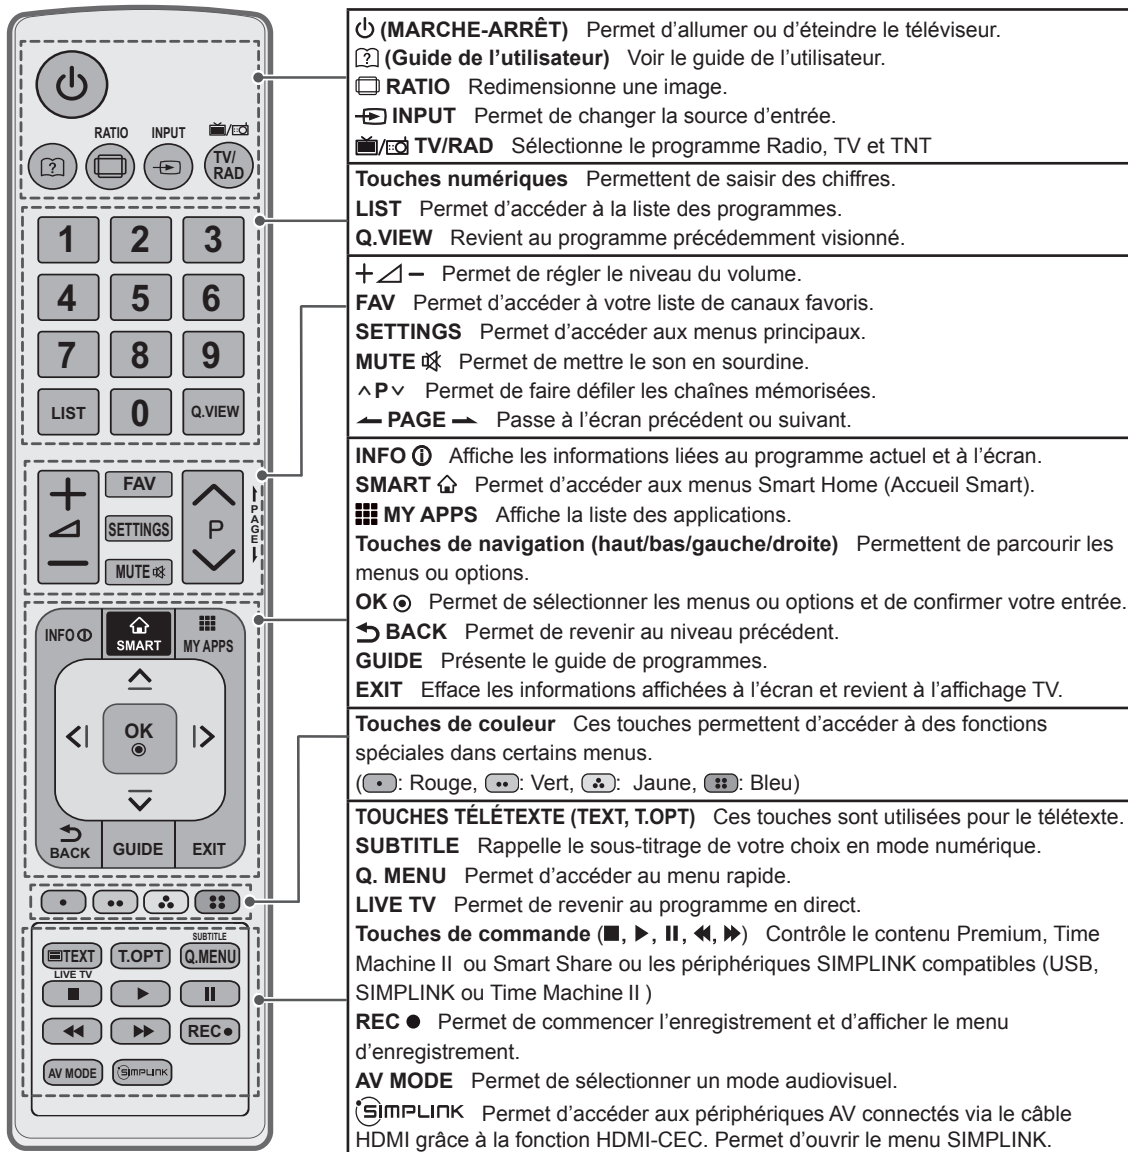 RATIO INPUT
TV/
RAD
1 2 3
4 5 6
7 8 9
LIST 0 Q.VIEW
FAV
SETTINGS
MUTE
P
PAGE
INFO SMART MY APPS
OK
BACK GUIDE EXIT
SUBTITLE
TEXT T.OPT Q.MENU
LIVE TV
REC
AV MODE SIMPLINK
(MARCHE-ARRÊT) Permet d'allumer ou d'éteindre le téléviseur.
(Guide de l'utilisateur) Voir le guide de l'utilisateur.
RATIO Redimensionne une image.
INPUT Permet de changer la source d'entrée.
/ TV/RAD Sélectionne le programme Radio, TV et TNT
Touches numériques Permettent de saisir des chiffres.
LIST Permet d'accéder à la liste des programmes.
Q.VIEW Revient au programme précédemment visionné.
+ − Permet de régler le niveau du volume.
FAV Permet d'accéder à votre liste de canaux favoris.
SETTINGS Permet d'accéder aux menus principaux.
MUTE Permet de mettre le son en sourdine.
P Permet de faire défiler les chaînes mémorisées.
PAGE Passe à l'écran précédent ou suivant.
INFO Affiche les informations liées au programme actuel et à l'écran.
SMART Permet d'accéder aux menus Smart Home (Accueil Smart).
MY APPS Affiche la liste des applications.
Touches de navigation (haut/bas/gauche/droite) Permettent de parcourir les
menus ou options.
OK Permet de sélectionner les menus ou options et de confirmer votre entrée.
BACK Permet de revenir au niveau précédent.
GUIDE Présente le guide de programmes.
EXIT Efface les informations affichées à l'écran et revient à l'affichage TV.
Touches de couleur Ces touches permettent d'accéder à des fonctions
spéciales dans certains menus.
( : Rouge, : Vert, : Jaune, : Bleu)
TOUCHES TÉLÉTEXTE (TEXT, T.OPT) Ces touches sont utilisées pour le télétexte.
SUBTITLE Rappelle le sous-titrage de votre choix en mode numérique.
Q. MENU Permet d'accéder au menu rapide.
LIVE TV Permet de revenir au programme en direct.
Touches de commande (■, ▶, II, ◀◀, ▶▶) Contrôle le contenu Premium, Time
Machine II ou Smart Share ou les périphériques SIMPLINK compatibles (USB,
SIMPLINK ou Time Machine II )
REC ● Permet de commencer l'enregistrement et d'afficher le menu
d'enregistrement.
AV MODE Permet de sélectionner un mode audiovisuel.
SIMPLINK Permet d'accéder aux périphériques AV connectés via le câble
HDMI grâce à la fonction HDMI-CEC. Permet d'ouvrir le menu SIMPLINK.